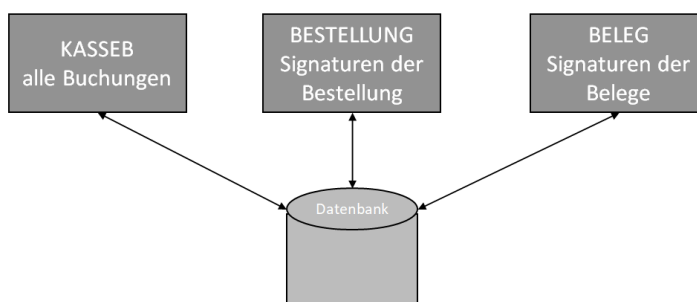 KASSEB
alle Buchungen
BESTELLUNG
Signaturen der
Bestellung
BELEG
Signaturen der
Belege
Datenbank